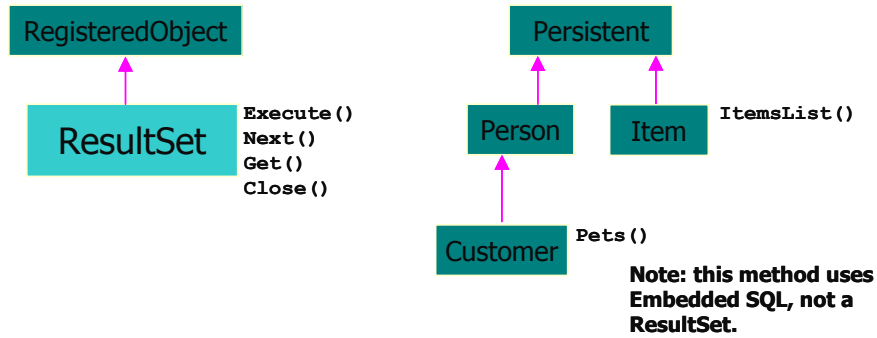 RegisteredObject
Persistent
ResultSet
Execute()
Next()
Get()
Close()
Person
Item
ItemsList()
Customer
Pets()
Note: this method uses
Embedded SQL, not a
ResultSet.